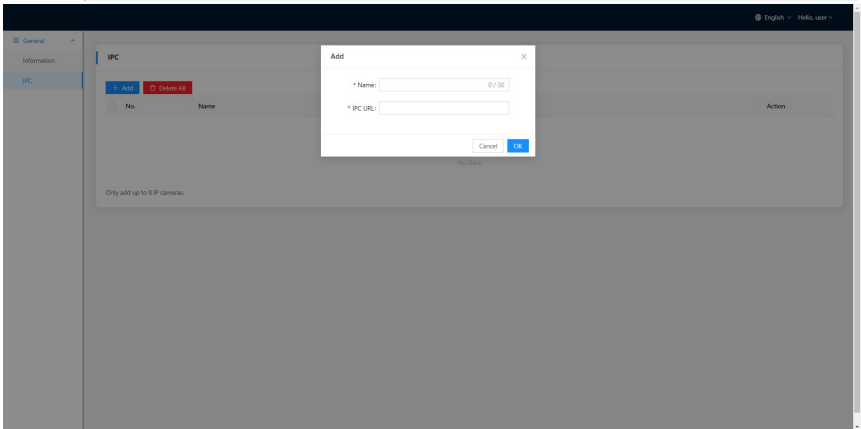 English Hello, user
General
Information
IPC
IPC
+ Add Delete All
No. Name Action
No Data
Only add up to 8 IP cameras.
Add
* Name: 0 / 30
* IPC URL:
Cancel OK